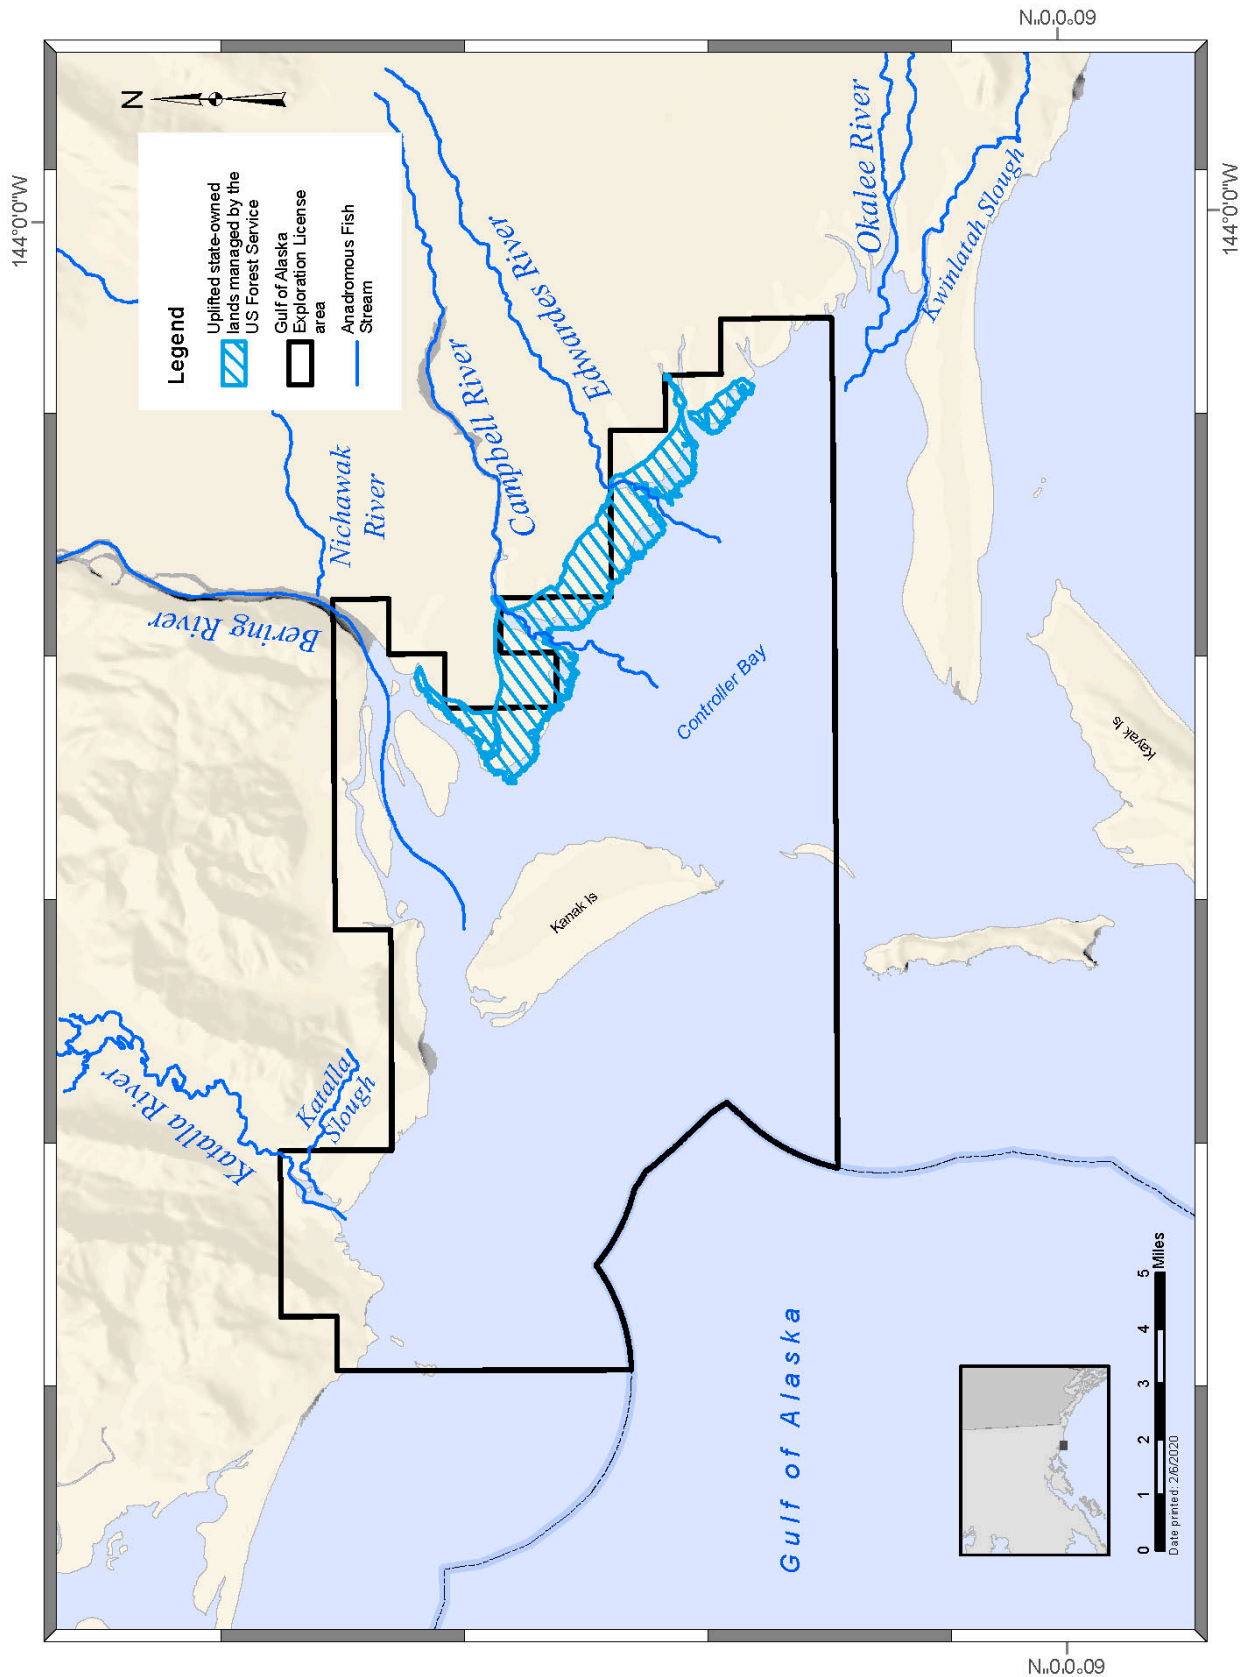 144°0'0"W
60°0'0"N
N
Legend
Uplifted state-owned
lands managed by the
US Forest Service
Gulf of Alaska
Exploration License
area
Anadromous Fish
Stream
Katalla River
Katalla
Slough
Bering River
Nichawak
River
Campbell River
Edwardes River
Okalee River
Kwinlatah Slough
Controller Bay
Kanak Is
Kayak Is
Gulf of Alaska
0 1 2 3 4 5
Miles
Date printed: 2/6/2020
60°0'0"N
144°0'0"W